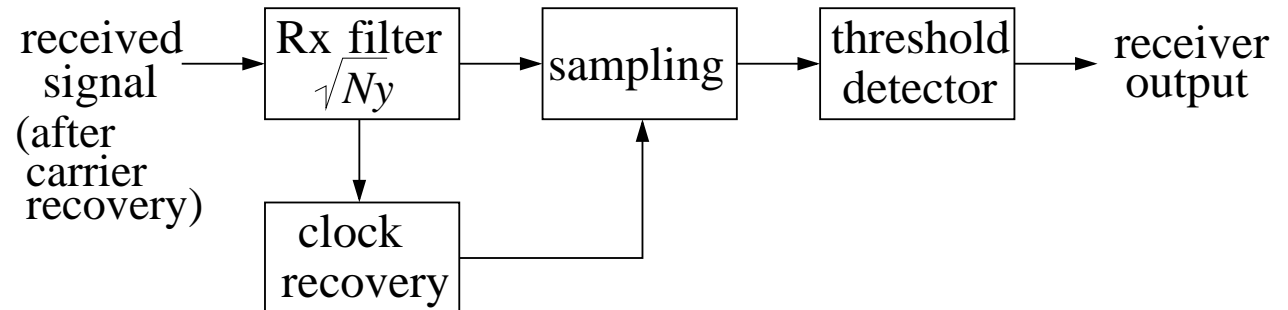 received
signal
(after
carrier
recovery)
Rx filter
√Ny
sampling
threshold
detector
receiver
output
clock
recovery